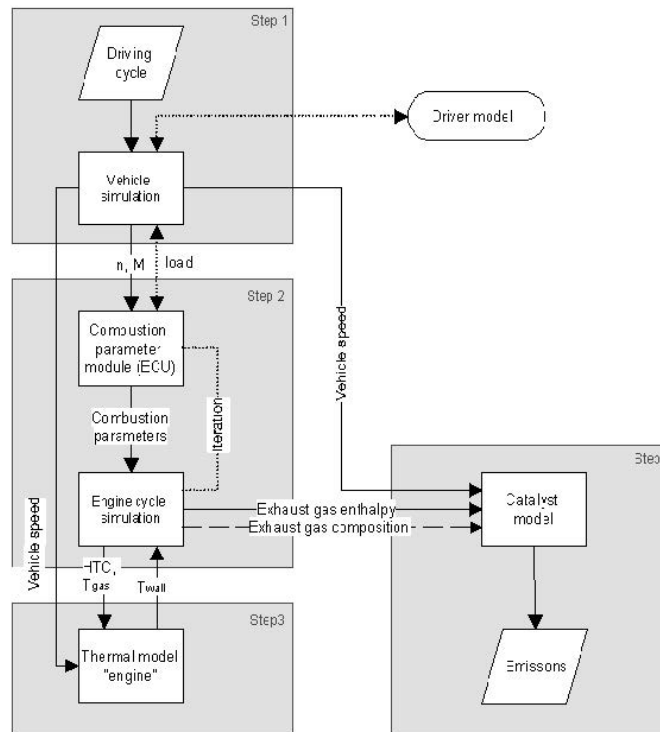 Step 1
Driving
cycle
Driver model
Vehicle
simulation
n, M
load
Step 2
Combustion
parameter
module (ECU)
Iteration
Vehicle speed
Combustion
parameters
Step
Engine cycle
simulation
Exhaust gas enthalpy
Exhaust gas composition
Catalyst
model
Vehicle speed
HTC,
Tgas
Twall
Step3
Thermal model
"engine"
Emissons